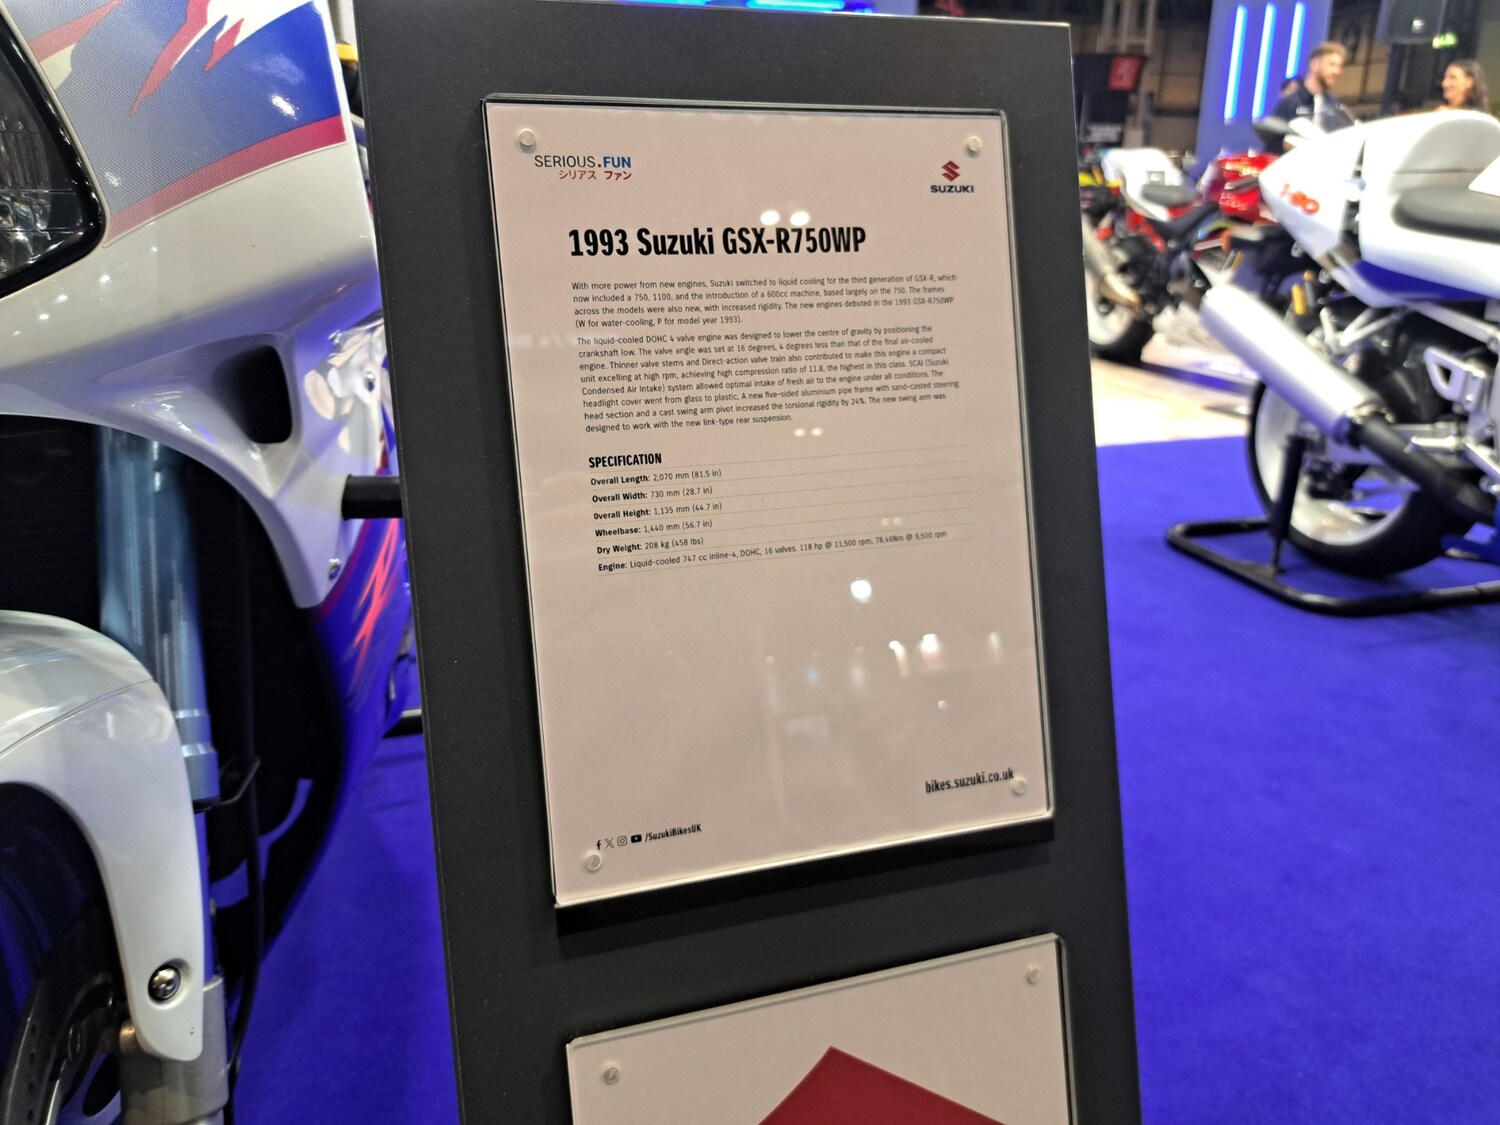 SERIOUS.FUN
シリアス ファン
SUZUKI
1993 Suzuki GSX-R750WP
With more power from new engines, Suzuki switched to liquid cooling for the third generation of GSX-R, which
now included a 750, 1100, and the introduction of a 600cc machine, based largely on the 750. The frames
across the models were also new, with increased rigidity. The new engines debuted in the 1993 GSX-R750WP
(W for water-cooling, P for model year 1993).
The liquid-cooled DOHC 4 valve engine was designed to lower the centre of gravity by positioning the
crankshaft low. The valve angle was set at 16 degrees, 4 degrees less than that of the final air-cooled
engine. Thinner valve stems and Direct-action valve train also contributed to make this engine a compact
unit excelling at high rpm, achieving high compression ratio of 11.8, the highest in this class. SCAI (Suzuki
Condensed Air Intake) system allowed optimal intake of fresh air to the engine under all conditions. The
headlight cover went from glass to plastic. A new five-sided aluminium pipe frame with sand-casted steering
head section and a cast swing arm pivot increased the torsional rigidity by 24%. The new swing arm was
designed to work with the new link-type rear suspension.
SPECIFICATION
Overall Length: 2,070 mm (81.5 in)
Overall Width: 730 mm (28.7 in)
Overall Height: 1,135 mm (44.7 in)
Wheelbase: 1,440 mm (56.7 in)
Dry Weight: 208 kg (458 lbs)
Engine: Liquid-cooled 747 cc inline-4, DOHC, 16 valves. 118 hp @ 11,500 rpm, 78.46Nm @ 9,500 rpm
bikes.suzuki.co.uk
/SuzukiBikesUK